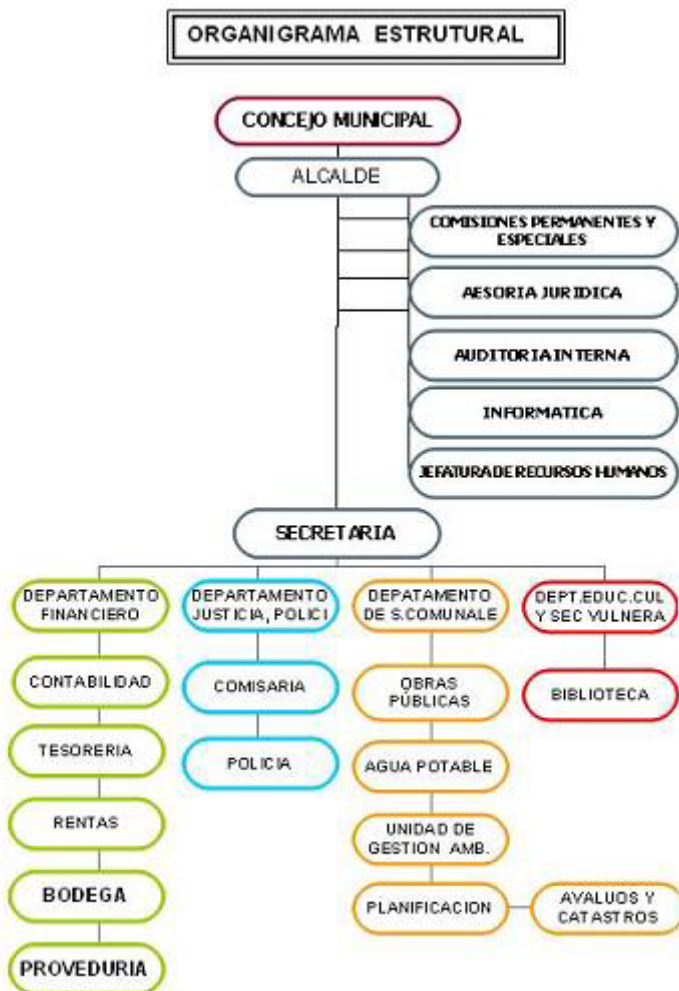 ORGANIGRAMA ESTRUTURAL
CONCEJO MUNICIPAL
ALCALDE
COMISIONES PERMANENTES Y
ESPECIALES
AESORIA JURIDICA
AUDITORIA INTERNA
INFORMATICA
JEFATURA DE RECURSOS HUMANOS
SECRETARIA
DEPARTAMENTO
FINANCIERO
CONTABILIDAD
TESORERIA
RENTAS
BODEGA
PROVEDURIA
DEPARTAMENTO
JUSTICIA, POLICI
COMISARIA
POLICIA
DEPATAMENTO
DE S.COMUNALE
OBRAS
PÚBLICAS
AGUA POTABLE
UNIDAD DE
GESTION AMB.
PLANIFICACION
AVALUOS Y
CATASTROS
DEPT.EDUC.CUL
Y SEC VULNERA
BIBLIOTECA